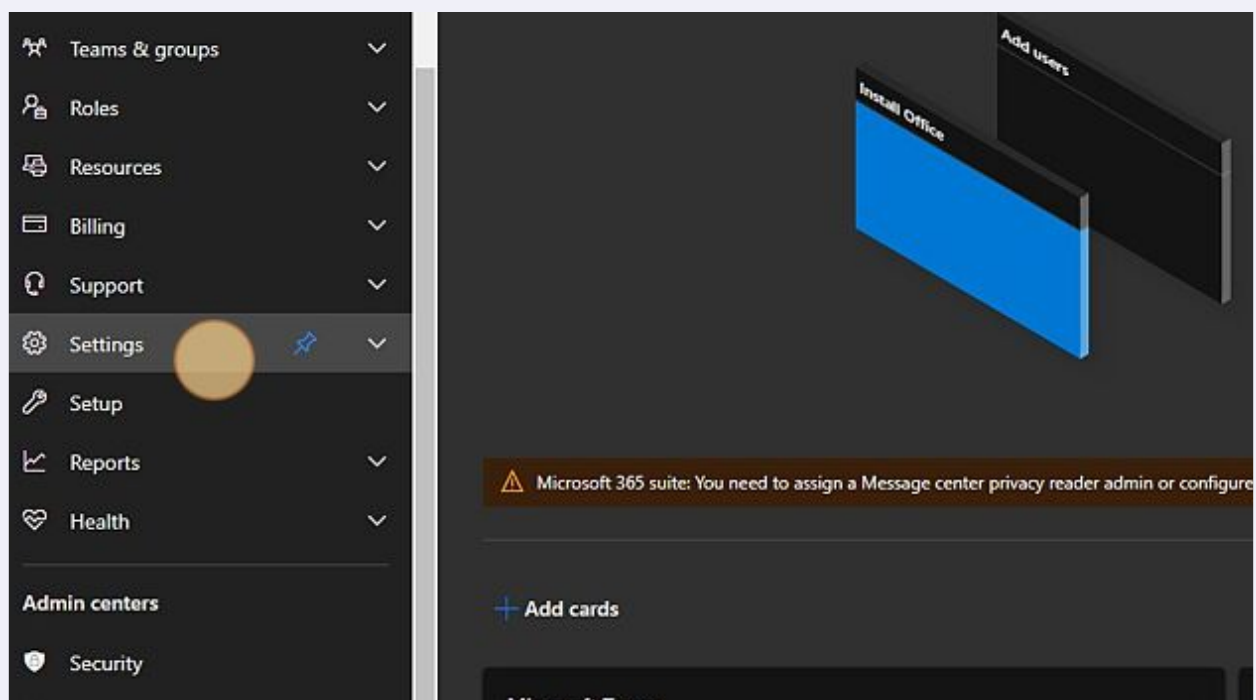 Teams & groups
Roles
Resources
Billing
Support
Settings
Setup
Reports
Health
Admin centers
Security
Add users
Install Office
Microsoft 365 suite: You need to assign a Message center privacy reader admin or configure
Add cards